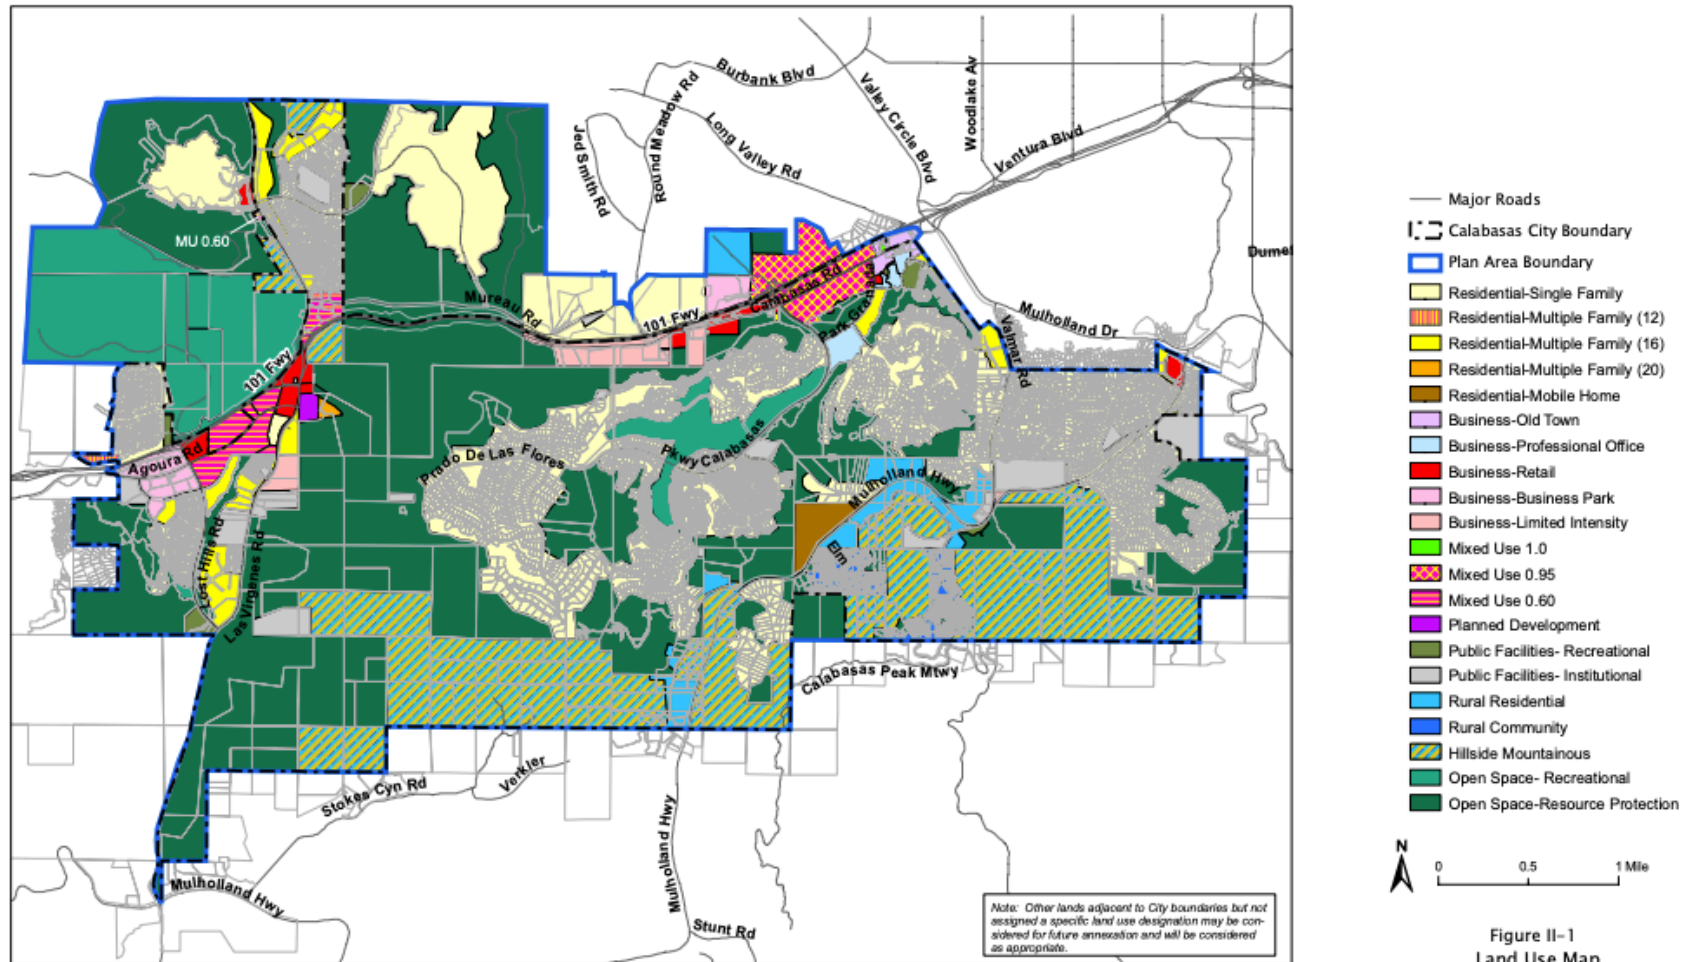 Burbank Blvd
Valley Circle Blvd
Woodlake Av
Ventura Blvd
Round Meadow Rd
Long Valley Rd
Jed Smith Rd
MU 0.60
Dume
Mureau Rd
101 Fwy
Calabasas Rd
Park Gran
Mulholland Dr
Valmar Rd
101 Fwy
Agoura Rd
Prado De Las Flores
Pkwy Calabasas
Mulholland Hwy
Elm
Lost Hills Rd
Las Virgenes Rd
Calabasas Peak Mtwy
Stokes Cyn Rd
Verkler
Mulholland Hwy
Mulholland Hwy
Stunt Rd
Note: Other lands adjacent to City boundaries but not
assigned a specific land use designation may be con-
sidered for future annexation and will be considered
as appropriate.
Major Roads
Calabasas City Boundary
Plan Area Boundary
Residential-Single Family
Residential-Multiple Family (12)
Residential-Multiple Family (16)
Residential-Multiple Family (20)
Residential-Mobile Home
Business-Old Town
Business-Professional Office
Business-Retail
Business-Business Park
Business-Limited Intensity
Mixed Use 1.0
Mixed Use 0.95
Mixed Use 0.60
Planned Development
Public Facilities- Recreational
Public Facilities- Institutional
Rural Residential
Rural Community
Hillside Mountainous
Open Space- Recreational
Open Space-Resource Protection
N
0 0.5 1 Mile
Figure II-1
Land Use Map